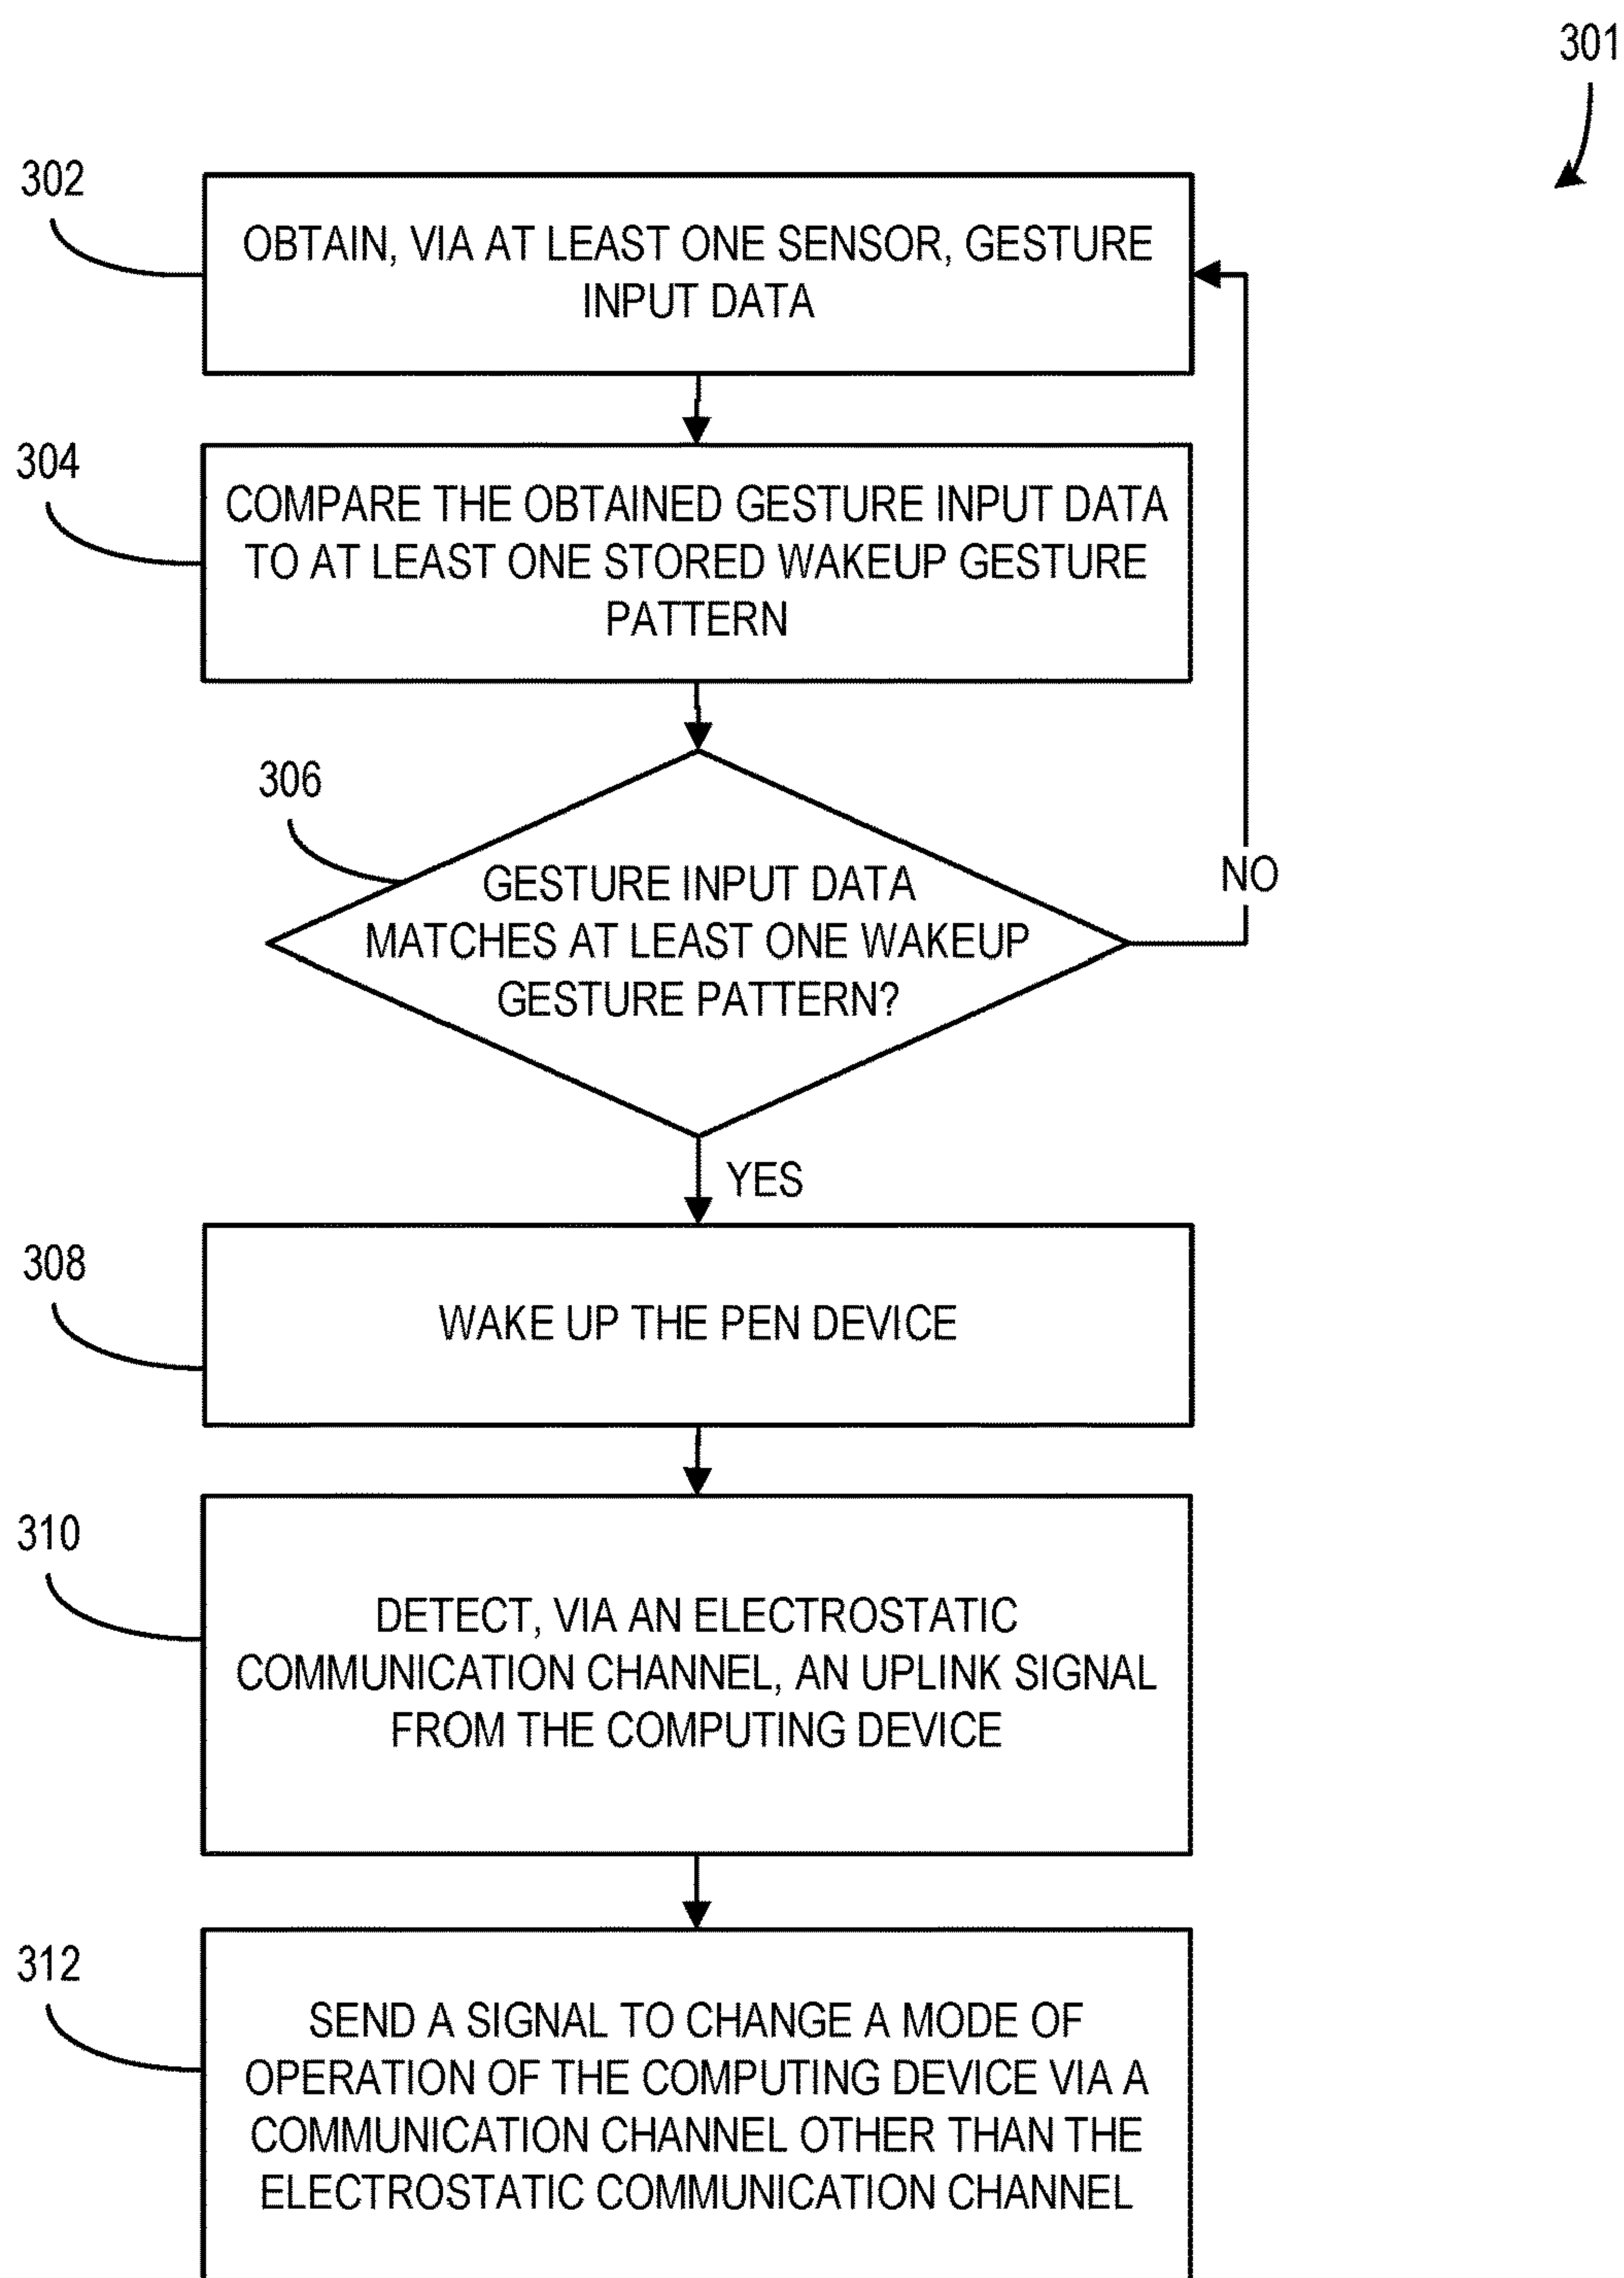 301
302
OBTAIN, VIA AT LEAST ONE SENSOR, GESTURE
INPUT DATA
304
COMPARE THE OBTAINED GESTURE INPUT DATA
TO AT LEAST ONE STORED WAKEUP GESTURE
PATTERN
306
GESTURE INPUT DATA
MATCHES AT LEAST ONE WAKEUP
GESTURE PATTERN?
NO
YES
308
WAKE UP THE PEN DEVICE
310
DETECT, VIA AN ELECTROSTATIC
COMMUNICATION CHANNEL, AN UPLINK SIGNAL
FROM THE COMPUTING DEVICE
312
SEND A SIGNAL TO CHANGE A MODE OF
OPERATION OF THE COMPUTING DEVICE VIA A
COMMUNICATION CHANNEL OTHER THAN THE
ELECTROSTATIC COMMUNICATION CHANNEL